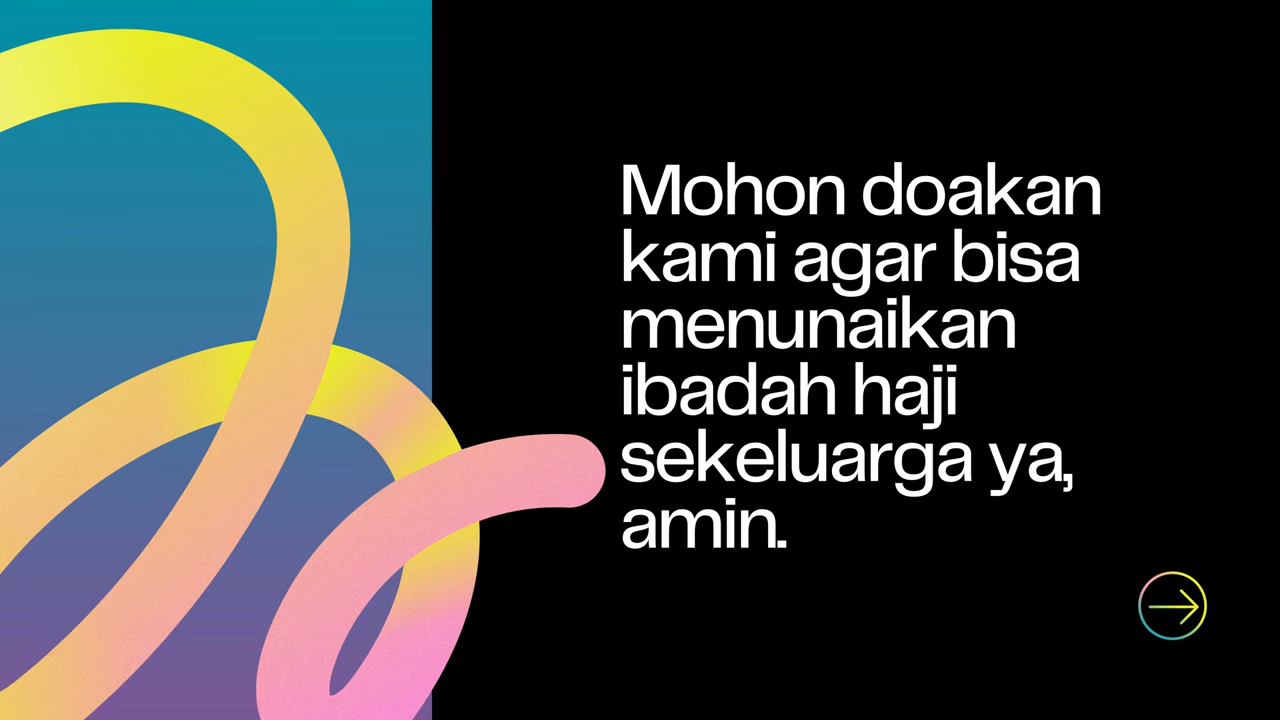 Mohon doakan
kami agar bisa
menunaikan
ibadah haji
sekeluarga ya,
amin.